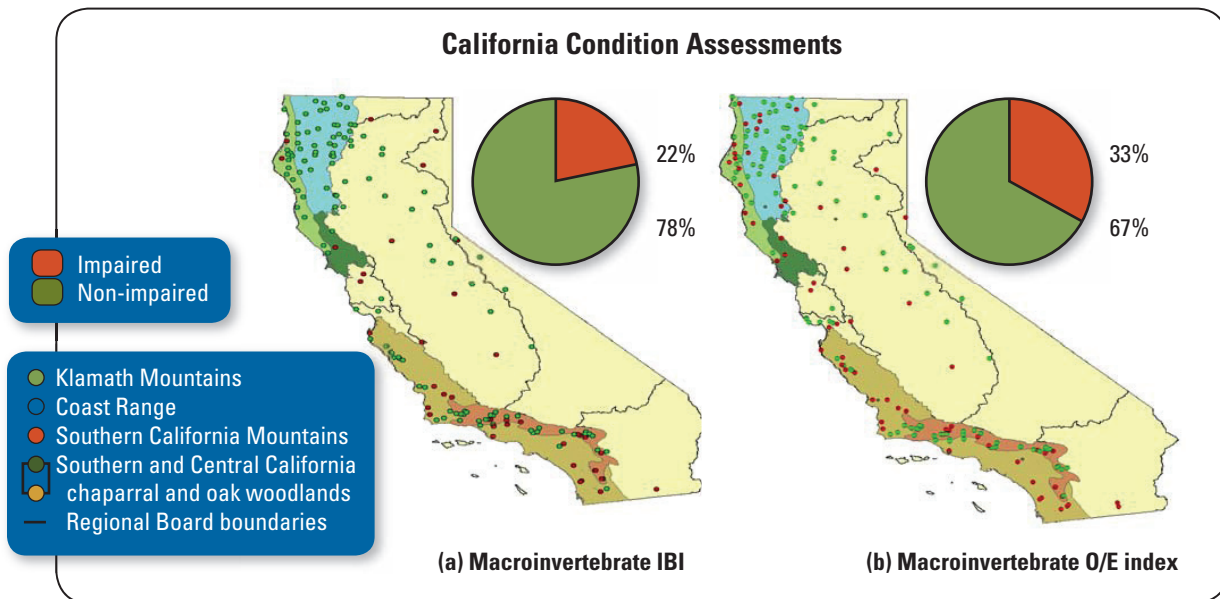 California Condition Assessments
22%
78%
33%
67%
Impaired
Non-impaired
Klamath Mountains
Coast Range
Southern California Mountains
Southern and Central California
chaparral and oak woodlands
Regional Board boundaries
(a) Macroinvertebrate IBI
(b) Macroinvertebrate O/E index